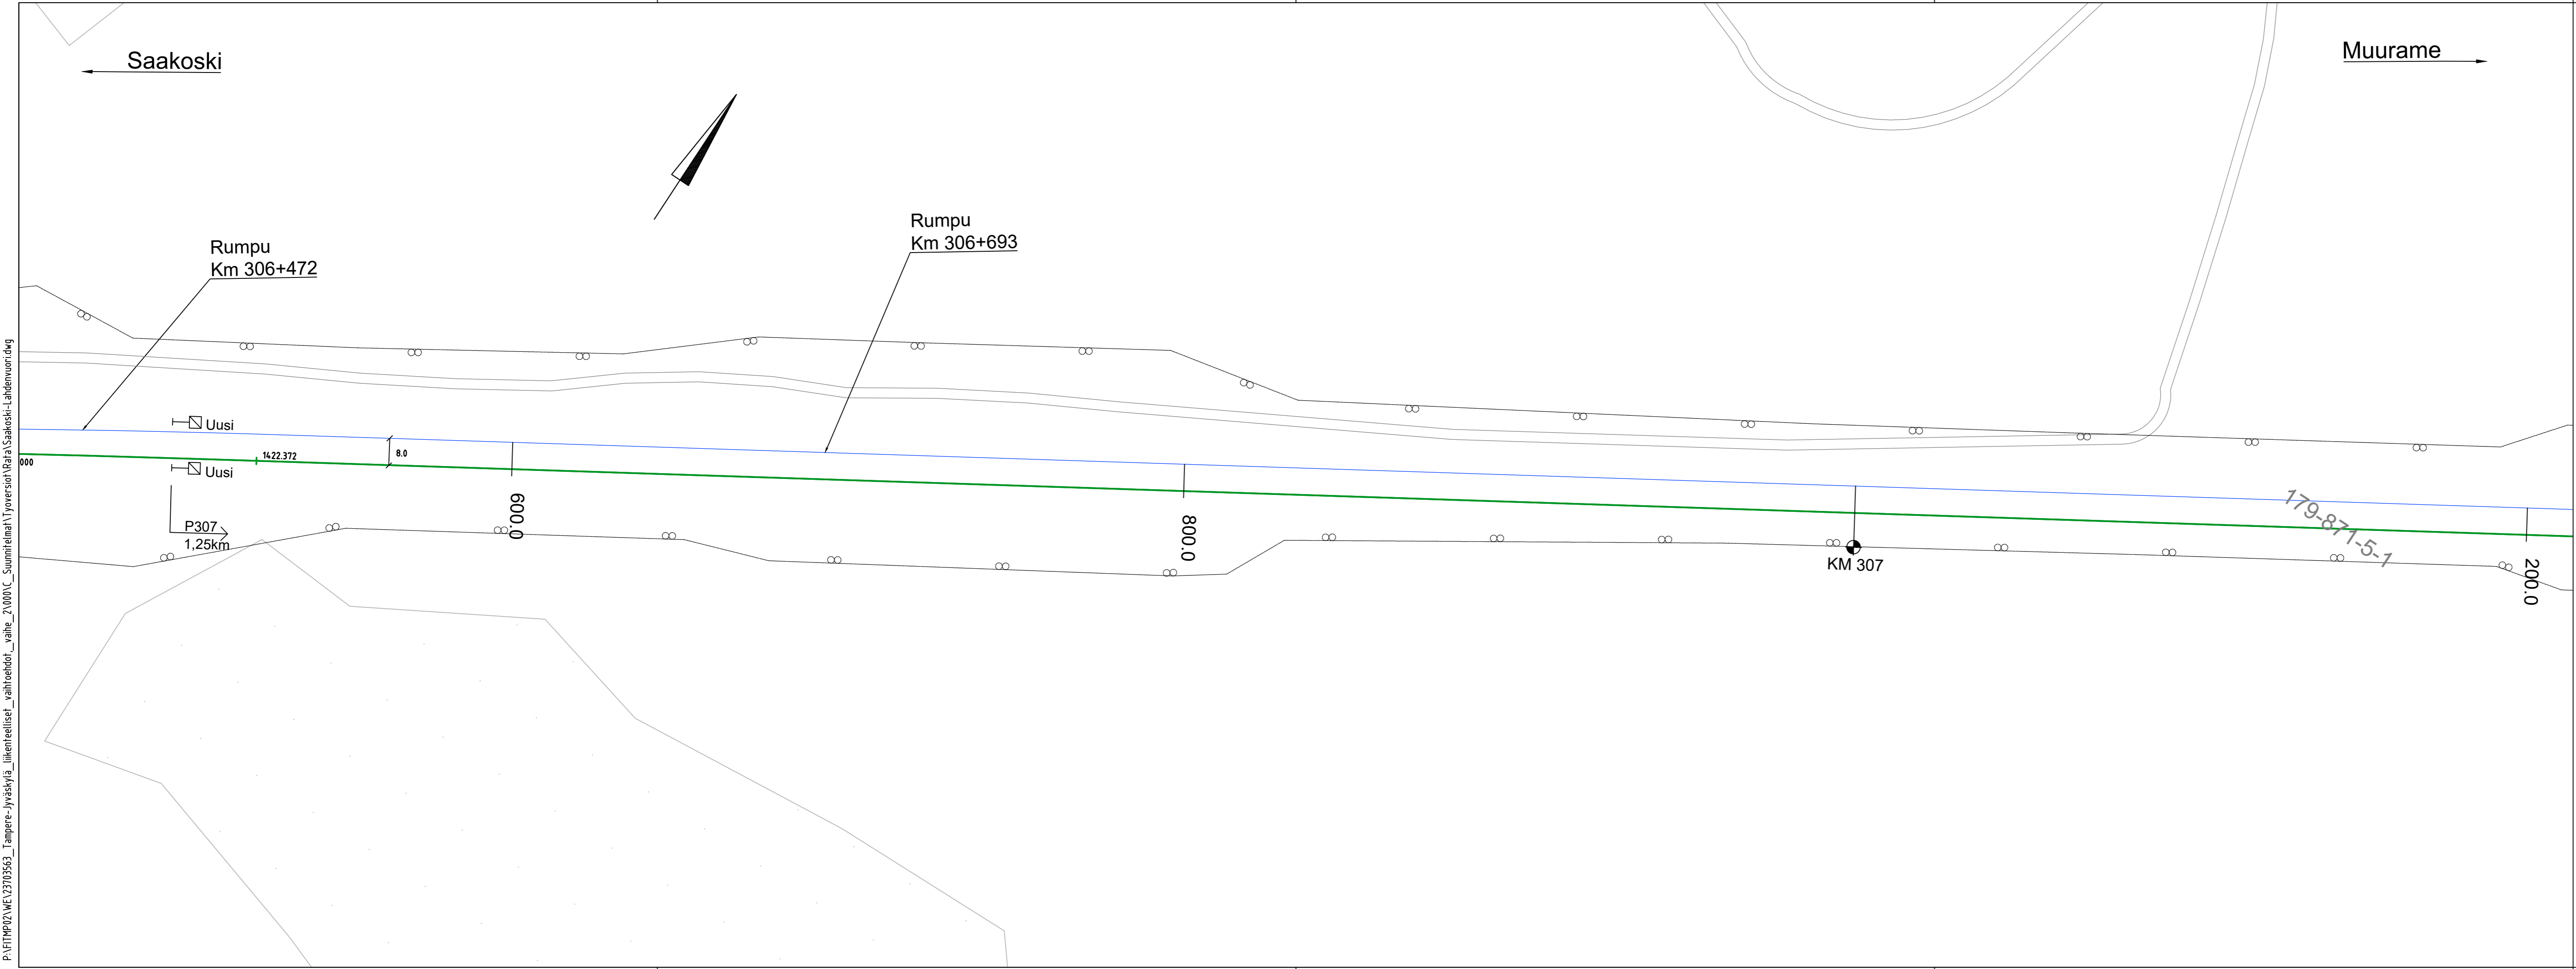 Saakoski
Muurame
Rumpu
Km 306+693
Rumpu
Km 306+472
Uusi
1422.372
8.0
000
Uusi
P307
1,25km
600.0
800.0
KM 307
179-871-5-1
200.0
P:\FITMP02\WE\23703563_Tampere-Jyväskylä_liikenteelliset_vaihtoehdot,_vaihe_2\000\C_Suunnitelmat\Tyoversiot\Rata\Saakoski-Lahdenvuori.dwg